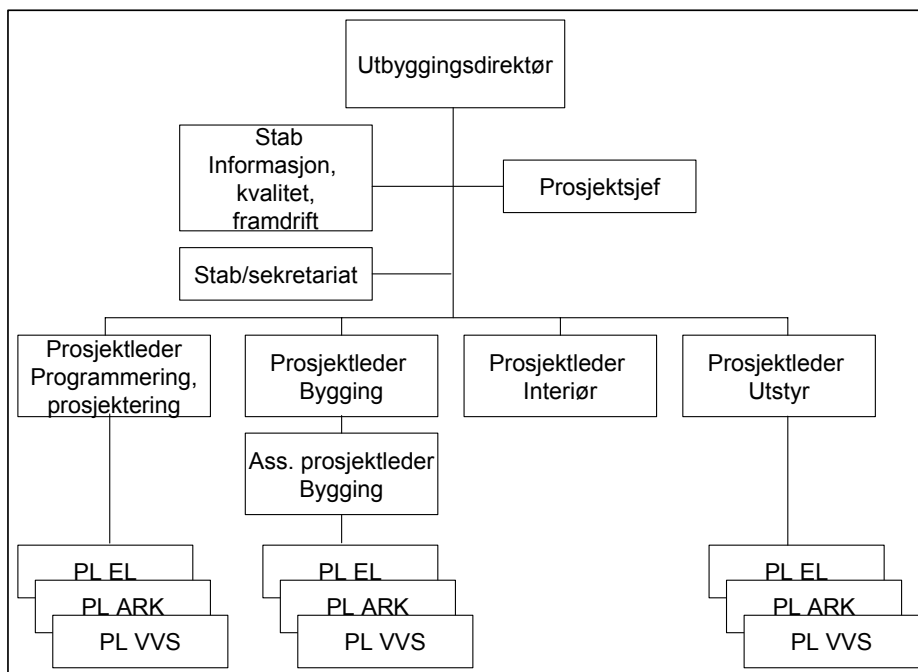 Utbyggingsdirektør
Stab
Informasjon,
kvalitet,
framdrift
Prosjektsjef
Stab/sekretariat
Prosjektleder
Programmering,
prosjektering
Prosjektleder
Bygging
Prosjektleder
Interiør
Prosjektleder
Utstyr
Ass. prosjektleder
Bygging
PL EL
PL ARK
PL VVS
PL EL
PL ARK
PL VVS
PL EL
PL ARK
PL VVS